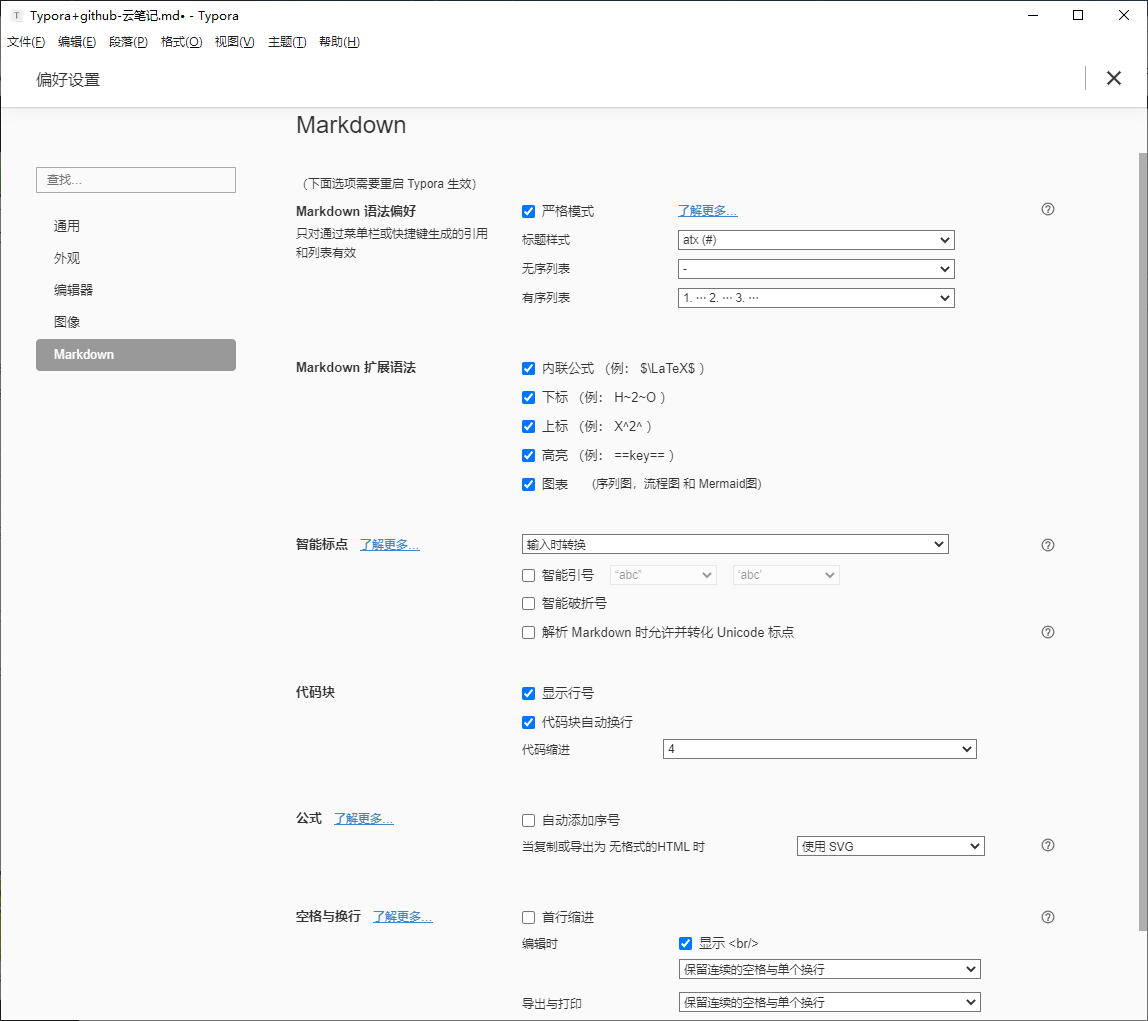 T Typora+github-云笔记.md• - Typora
文件(F) 编辑(E) 段落(P) 格式(O) 视图(V) 主题(T) 帮助(H)
偏好设置
查找...
通用
外观
编辑器
图像
Markdown
Markdown
（下面选项需要重启 Typora 生效）
Markdown 语法偏好
只对通过菜单栏或快捷键生成的引用
和列表有效
严格模式 了解更多...
标题样式 atx (#)
无序列表 -
有序列表 1. ··· 2. ··· 3. ···
Markdown 扩展语法
内联公式 （例： $\LaTeX$ ）
下标 （例： H~2~O ）
上标 （例： X^2^ ）
高亮 （例： ==key== ）
图表 (序列图，流程图 和 Mermaid图)
智能标点 了解更多... 输入时转换
智能引号 “abc” ‘abc’
智能破折号
解析 Markdown 时允许并转化 Unicode 标点
代码块
显示行号
代码块自动换行
代码缩进 4
公式 了解更多... 自动添加序号
当复制或导出为 无格式的HTML 时 使用 SVG
空格与换行 了解更多... 首行缩进
编辑时 显示 <br/>
保留连续的空格与单个换行
导出与打印 保留连续的空格与单个换行